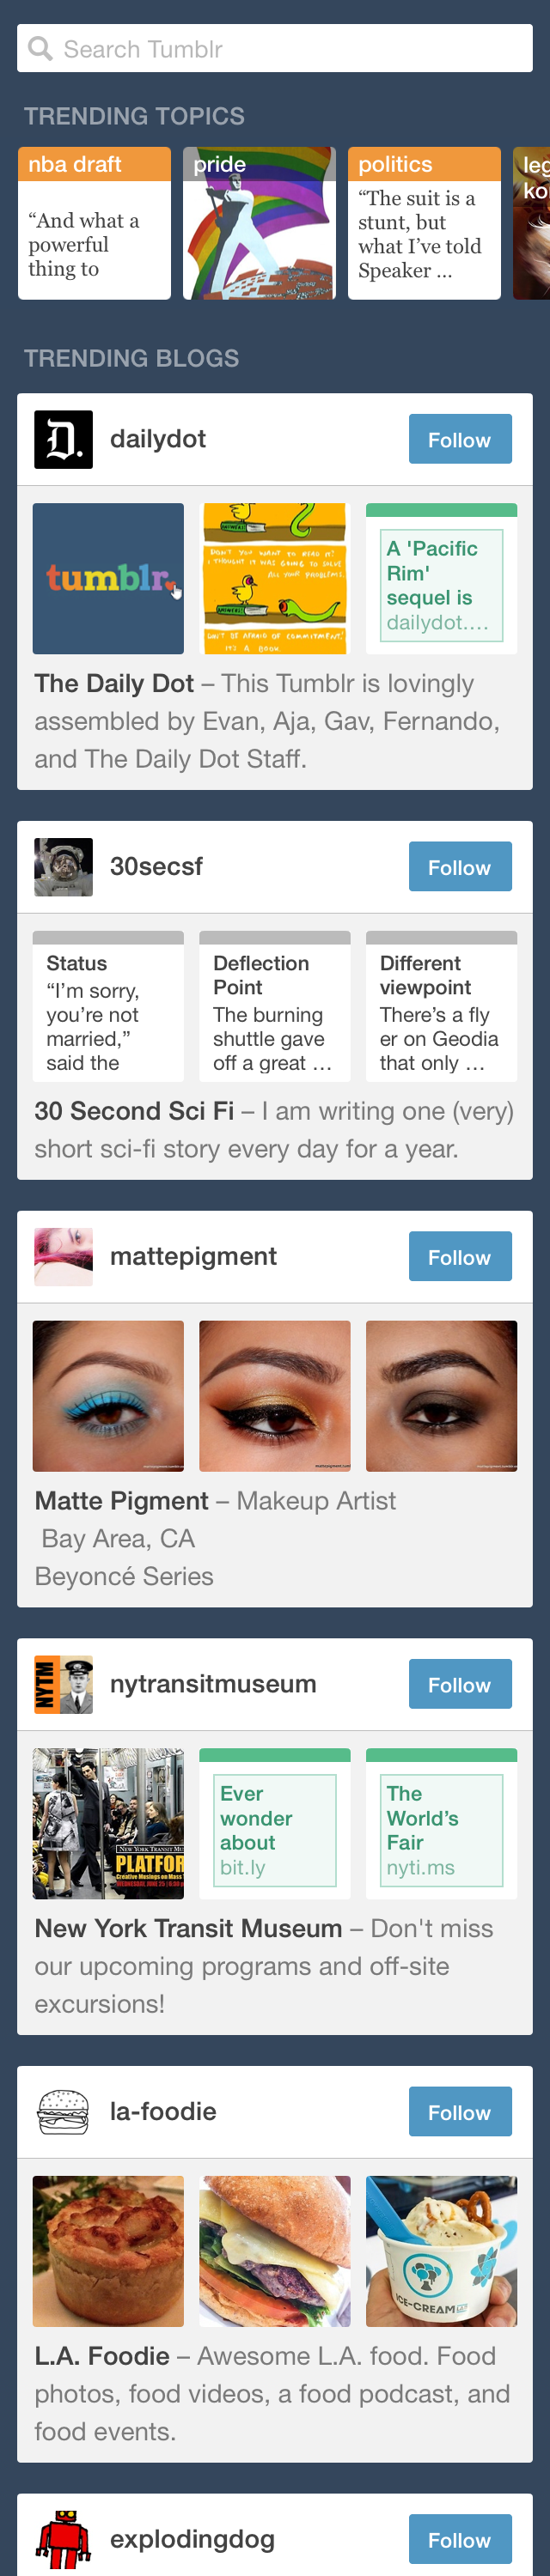 Search Tumblr
TRENDING TOPICS
nba draft
“And what a
powerful
thing to
pride
politics
“The suit is a
stunt, but
what I’ve told
Speaker ...
leg
ko
TRENDING BLOGS
D.
dailydot
Follow
tumblr.
ANSWERS!
DON'T YOU WANT TO READ IT?
I THOUGHT IT WAS GOING TO SOLVE
ALL YOUR PROBLEMS.
ANSWERS!
DON'T BE AFRAID OF COMMITMENT!
IT'S A BOOK
A 'Pacific
Rim'
sequel is
dailydot....
The Daily Dot – This Tumblr is lovingly
assembled by Evan, Aja, Gav, Fernando,
and The Daily Dot Staff.
30secsf
Follow
Status
“I’m sorry,
you’re not
married,”
said the
Deflection
Point
The burning
shuttle gave
off a great ...
Different
viewpoint
There’s a fly
er on Geodia
that only ...
30 Second Sci Fi – I am writing one (very)
short sci-fi story every day for a year.
mattepigment
Follow
Matte Pigment – Makeup Artist
Bay Area, CA
Beyoncé Series
NYTM
nytransitmuseum
Follow
NEW YORK TRANSIT MU
PLATFOR
Creative Musings on Mass
WEDNESDAY, JUNE 25 | 6:30 p
Ever
wonder
about
bit.ly
The
World’s
Fair
nyti.ms
New York Transit Museum – Don't miss
our upcoming programs and off-site
excursions!
la-foodie
Follow
ICE-CREAM
L.A. Foodie – Awesome L.A. food. Food
photos, food videos, a food podcast, and
food events.
explodingdog
Follow